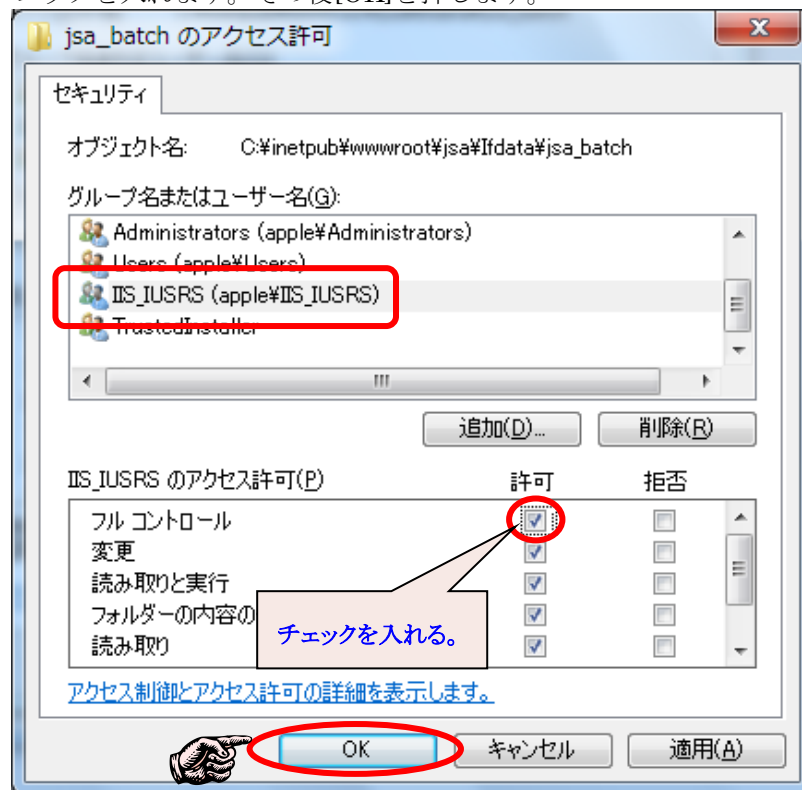 jsa_batch のアクセス許可
セキュリティ
オブジェクト名: C:¥inetpub¥wwwroot¥jsa¥Ifdata¥jsa_batch
グループ名またはユーザー名(G):
Administrators (apple¥Administrators)
Users (apple¥Users)
IIS_IUSRS (apple¥IIS_IUSRS)
TrustedInstaller
追加(D)... 削除(R)
IIS_IUSRS のアクセス許可(P) 許可 拒否
フル コントロール
変更
読み取りと実行
フォルダーの内容の
チェックを入れる。
読み取り
アクセス制御とアクセス許可の詳細を表示します。
OK キャンセル 適用(A)